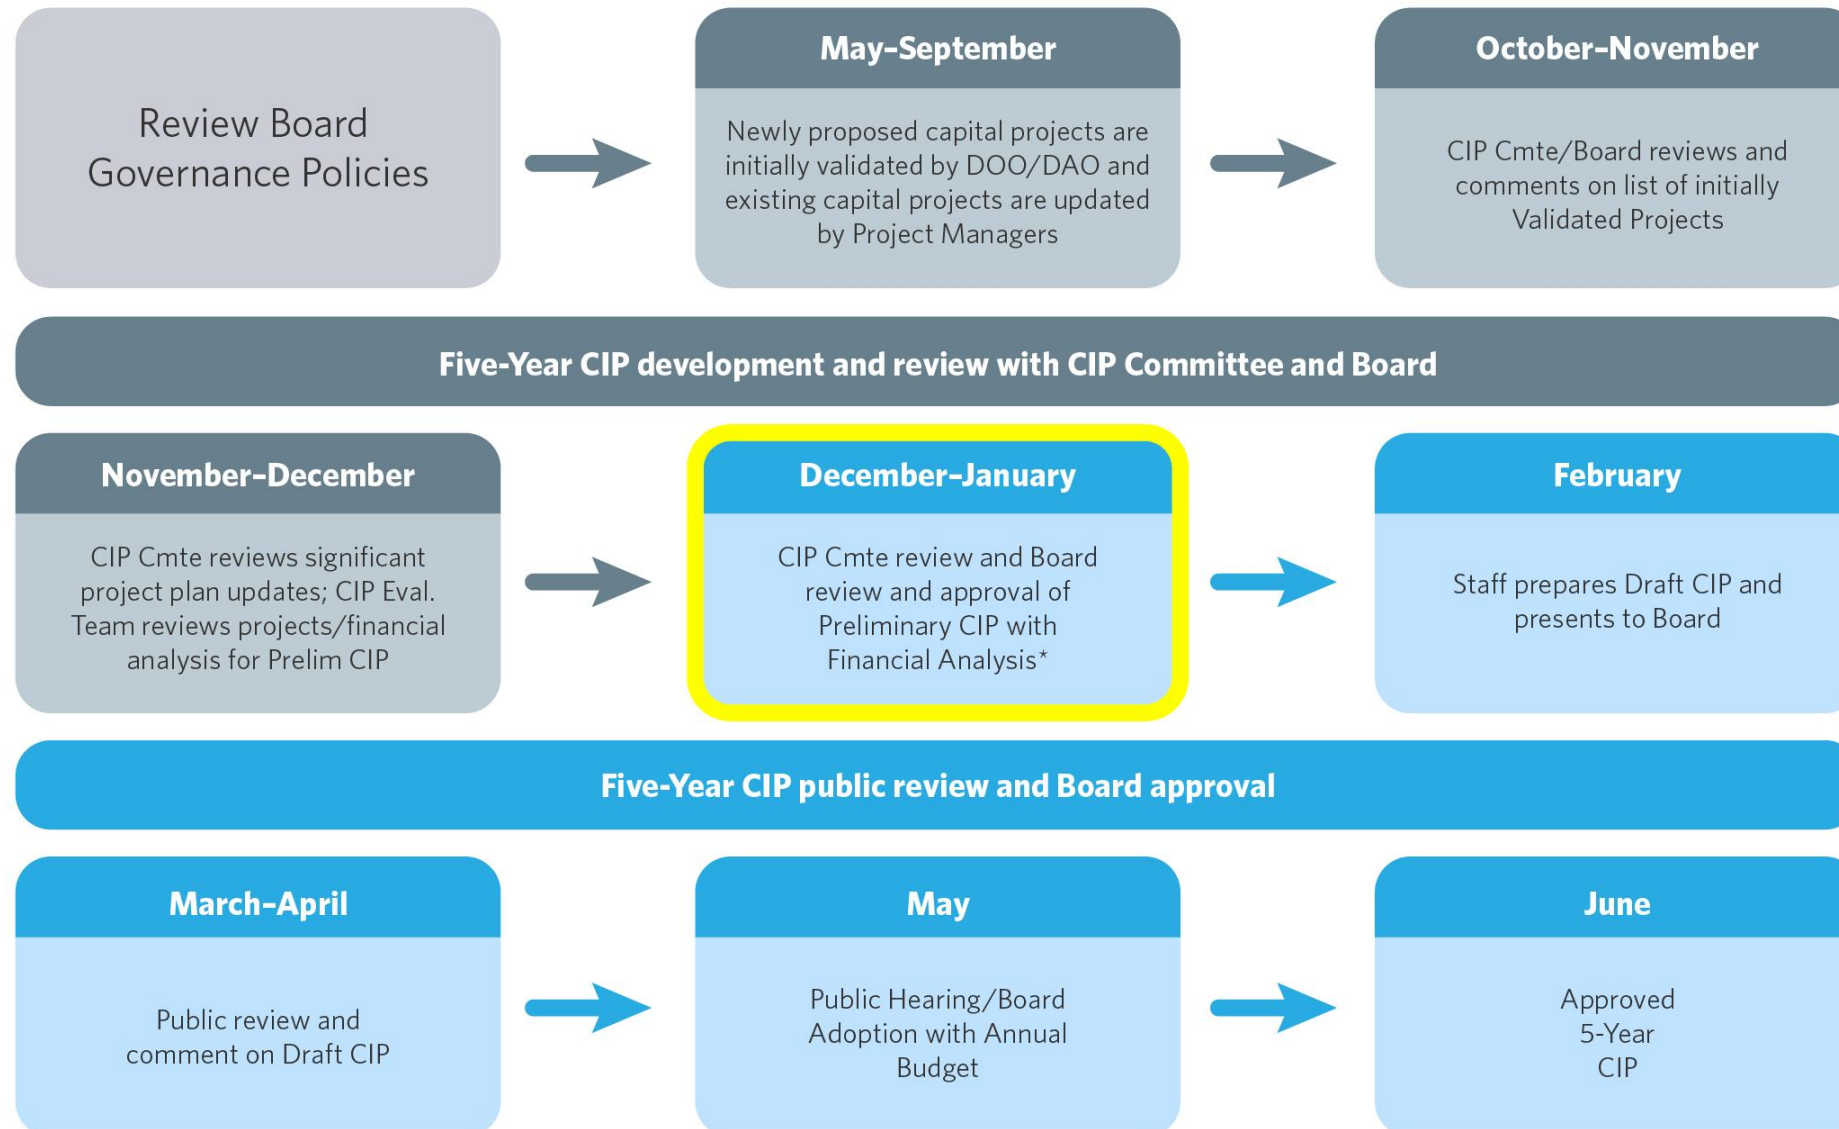 Review Board
Governance Policies
May–September
Newly proposed capital projects are
initially validated by DOO/DAO and
existing capital projects are updated
by Project Managers
October–November
CIP Cmte/Board reviews and
comments on list of initially
Validated Projects
Five-Year CIP development and review with CIP Committee and Board
November–December
CIP Cmte reviews significant
project plan updates; CIP Eval.
Team reviews projects/financial
analysis for Prelim CIP
December–January
CIP Cmte review and Board
review and approval of
Preliminary CIP with
Financial Analysis*
February
Staff prepares Draft CIP and
presents to Board
Five-Year CIP public review and Board approval
March–April
Public review and
comment on Draft CIP
May
Public Hearing/Board
Adoption with Annual
Budget
June
Approved
5-Year
CIP